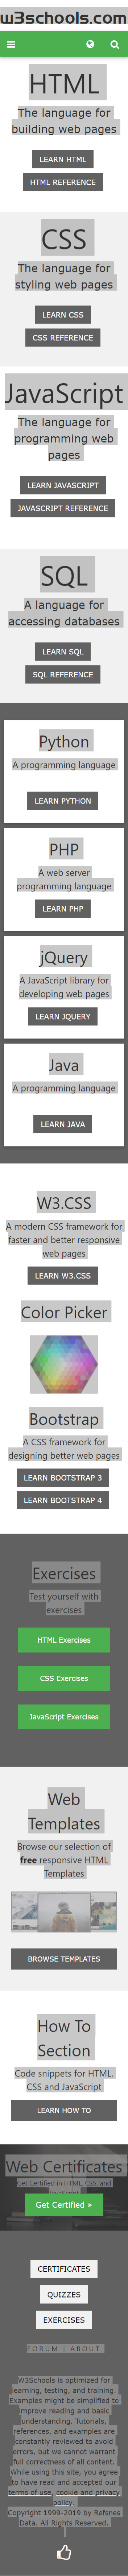 w3schools.com
HTML
The language for
building web pages
LEARN HTML
HTML REFERENCE
CSS
The language for
styling web pages
LEARN CSS
CSS REFERENCE
JavaScript
The language for
programming web
pages
LEARN JAVASCRIPT
JAVASCRIPT REFERENCE
SQL
A language for
accessing databases
LEARN SQL
SQL REFERENCE
Python
A programming language
LEARN PYTHON
PHP
A web server
programming language
LEARN PHP
jQuery
A JavaScript library for
developing web pages
LEARN JQUERY
Java
A programming language
LEARN JAVA
W3.CSS
A modern CSS framework for
faster and better responsive
web pages
LEARN W3.CSS
Color Picker
Bootstrap
A CSS framework for
designing better web pages
LEARN BOOTSTRAP 3
LEARN BOOTSTRAP 4
Exercises
Test yourself with
exercises
HTML Exercises
CSS Exercises
JavaScript Exercises
Web
Templates
Browse our selection of
free responsive HTML
Templates
BROWSE TEMPLATES
How To
Section
Code snippets for HTML,
CSS and JavaScript
LEARN HOW TO
Web Certificates
Get Certified in HTML, CSS, and
Get Certified »
CERTIFICATES
QUIZZES
EXERCISES
FORUM | ABOUT
W3Schools is optimized for
learning, testing, and training.
Examples might be simplified to
improve reading and basic
understanding. Tutorials,
references, and examples are
constantly reviewed to avoid
errors, but we cannot warrant
full correctness of all content.
While using this site, you agree
to have read and accepted our
terms of use, cookie and privacy
policy.
Copyright 1999-2019 by Refsnes
Data. All Rights Reserved.